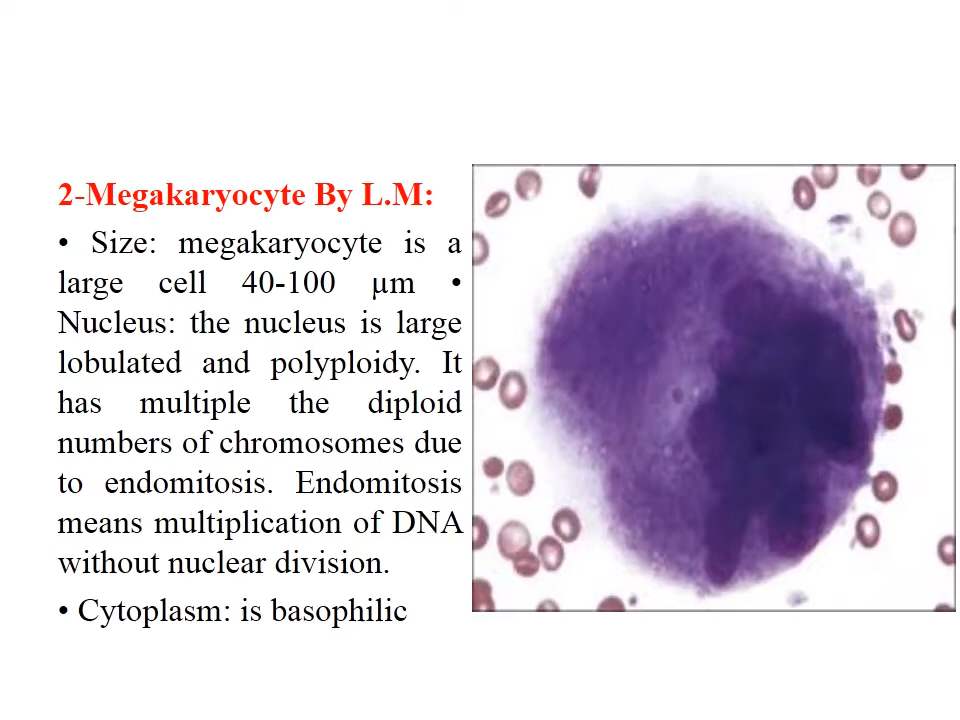 2-Megakaryocyte By L.M:
• Size: megakaryocyte is a
large cell 40-100 µm •
Nucleus: the nucleus is large
lobulated and polyploidy. It
has multiple the diploid
numbers of chromosomes due
to endomitosis. Endomitosis
means multiplication of DNA
without nuclear division.
• Cytoplasm: is basophilic